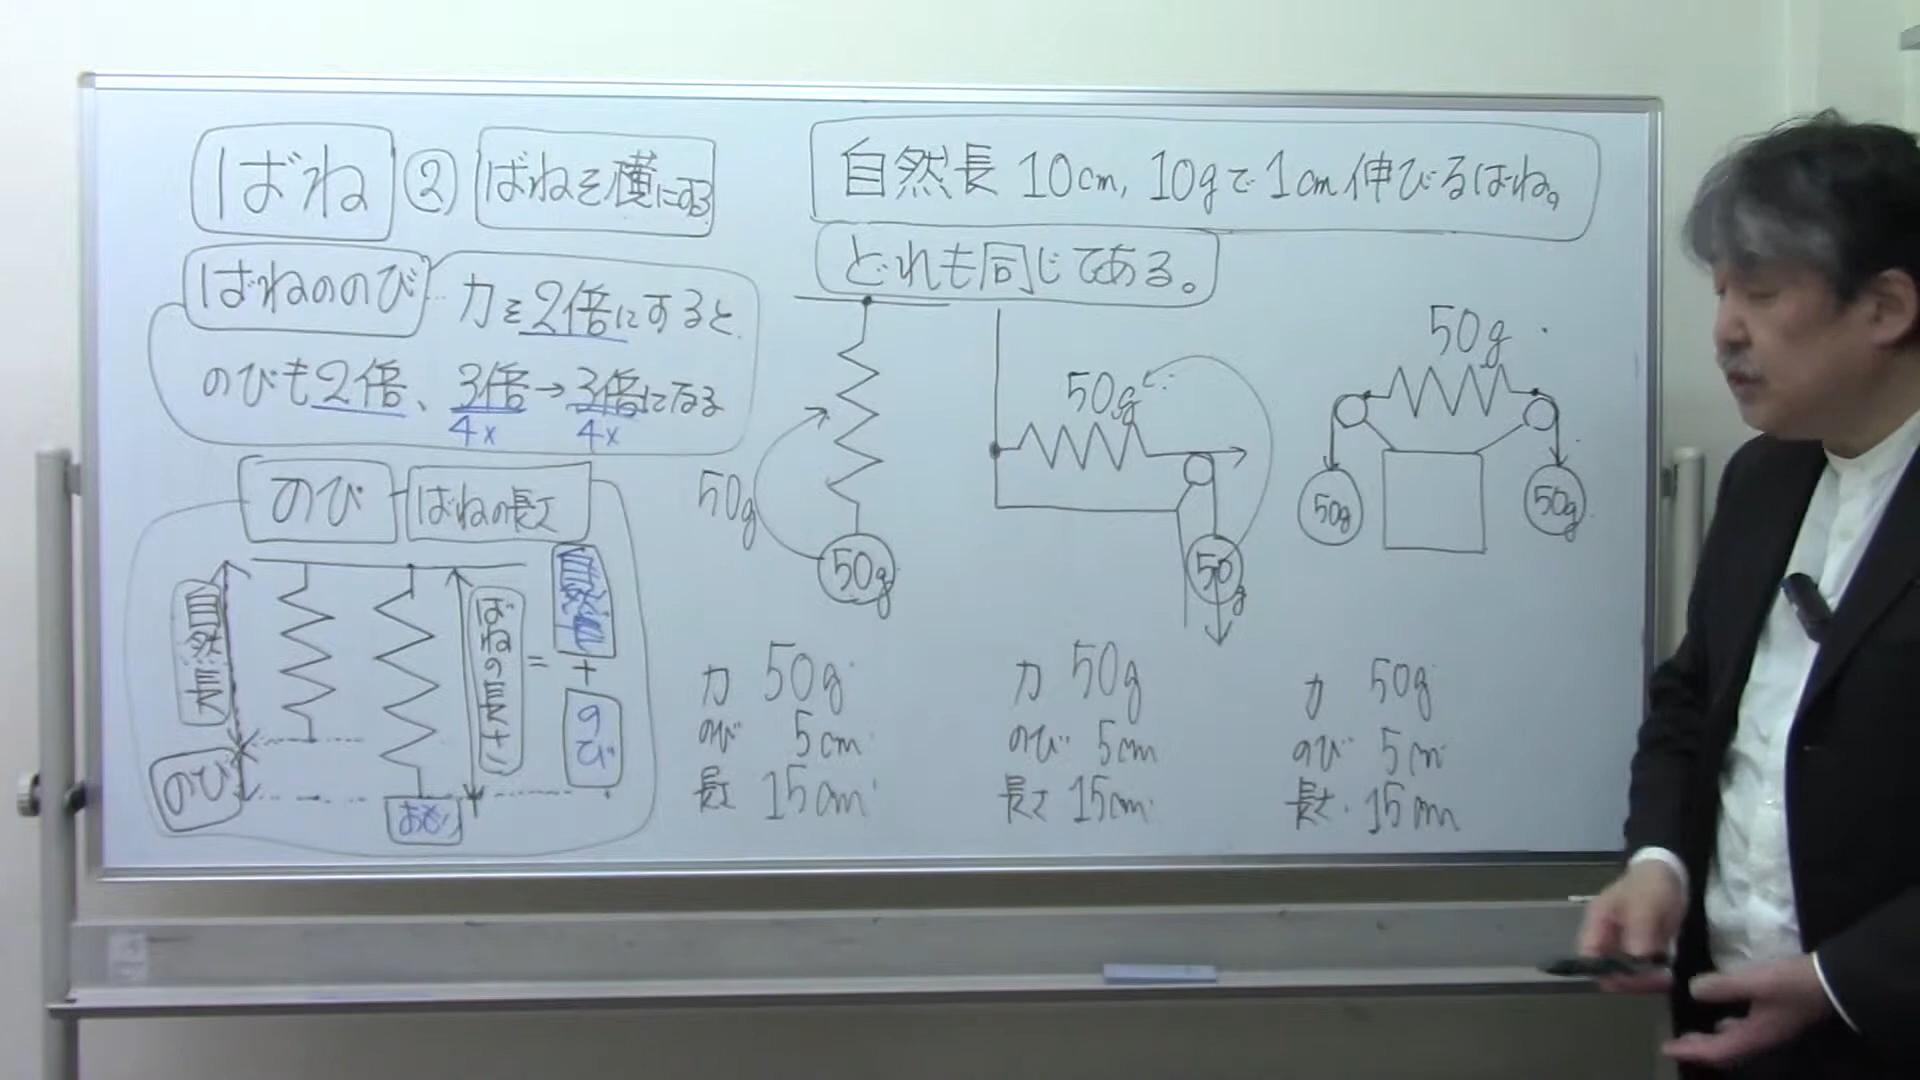 ばね ② ばねを横にする
ばねののび 力を2倍にすると
のびも2倍、3倍→3倍になる
4x 4x
のび ばねの長さ
自然長
のび
おもり
ばねの長さ
=
自然長
+
のび
自然長 10cm, 10gで1cm伸びるばね。
どれも同じである。
50g
50g
力 50g
のび 5cm
長さ 15cm
50g
50g
力 50g
のび 5cm
長さ 15cm
50g
50g
50g
力 50g
のび 5cm
長さ 15cm